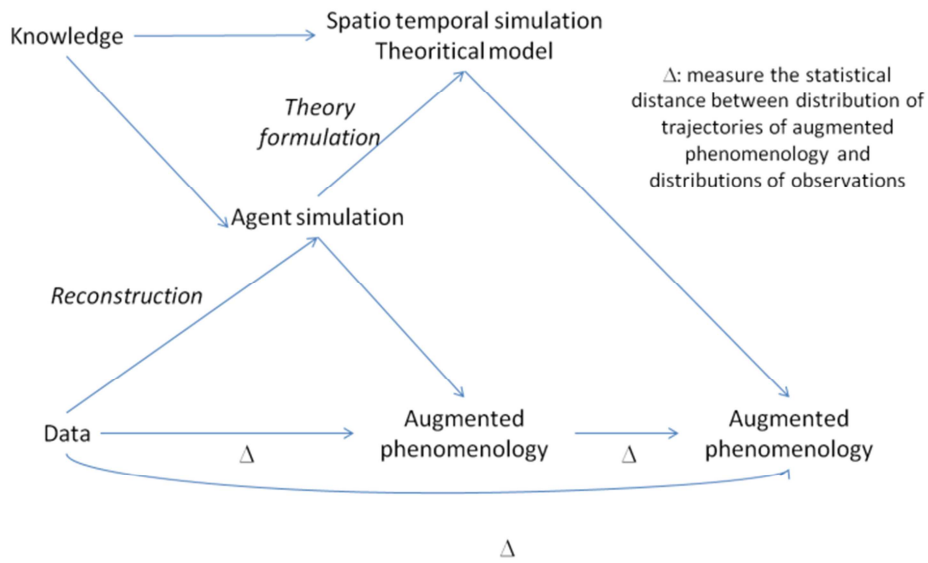 Knowledge
Spatio temporal simulation
Theoritical model
Δ: measure the statistical
distance between distribution of
trajectories of augmented
phenomenology and
distributions of observations
Theory
formulation
Agent simulation
Reconstruction
Data
Δ
Augmented
phenomenology
Δ
Augmented
phenomenology
Δ